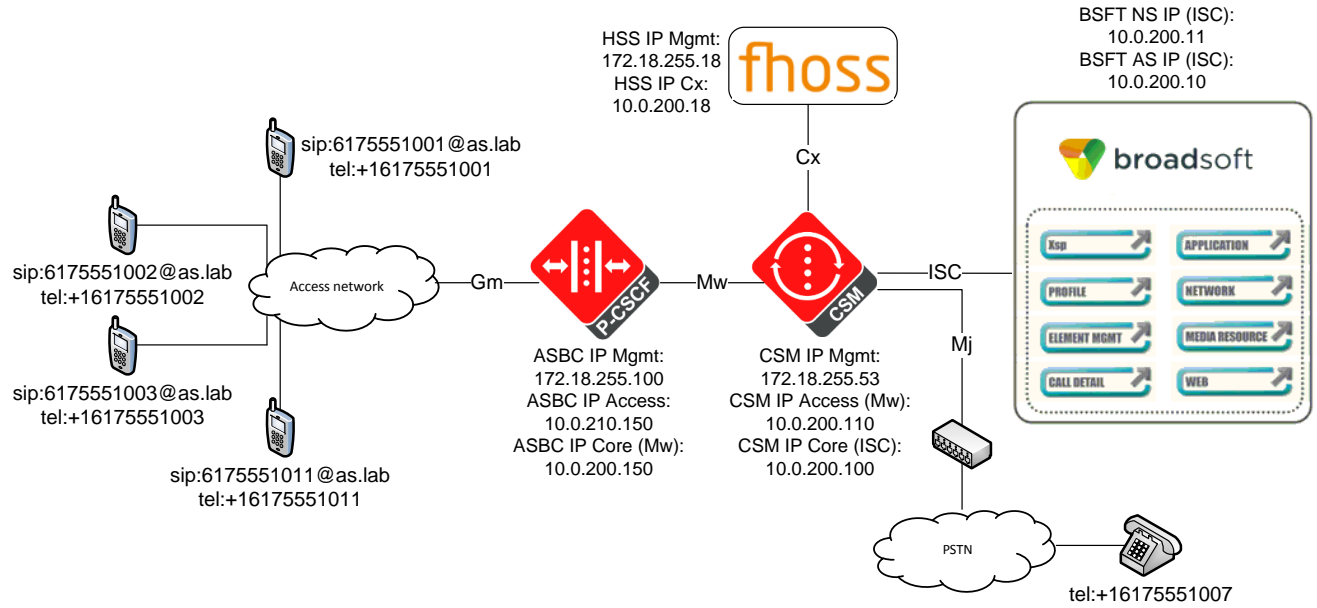 BSFT NS IP (ISC):
10.0.200.11
BSFT AS IP (ISC):
10.0.200.10
HSS IP Mgmt:
172.18.255.18
HSS IP Cx:
10.0.200.18
fhoss
broadsoft
Xsp
APPLICATION
PROFILE
NETWORK
ELEMENT MGMT
MEDIA RESOURCE
CALL DETAIL
WEB
Cx
sip:6175551001@as.lab
tel:+16175551001
sip:6175551002@as.lab
tel:+16175551002
sip:6175551003@as.lab
tel:+16175551003
sip:6175551011@as.lab
tel:+16175551011
Access network
Gm
P-CSCF
Mw
CSM
ISC
Mj
ASBC IP Mgmt:
172.18.255.100
ASBC IP Access:
10.0.210.150
ASBC IP Core (Mw):
10.0.200.150
CSM IP Mgmt:
172.18.255.53
CSM IP Access (Mw):
10.0.200.110
CSM IP Core (ISC):
10.0.200.100
PSTN
tel:+16175551007